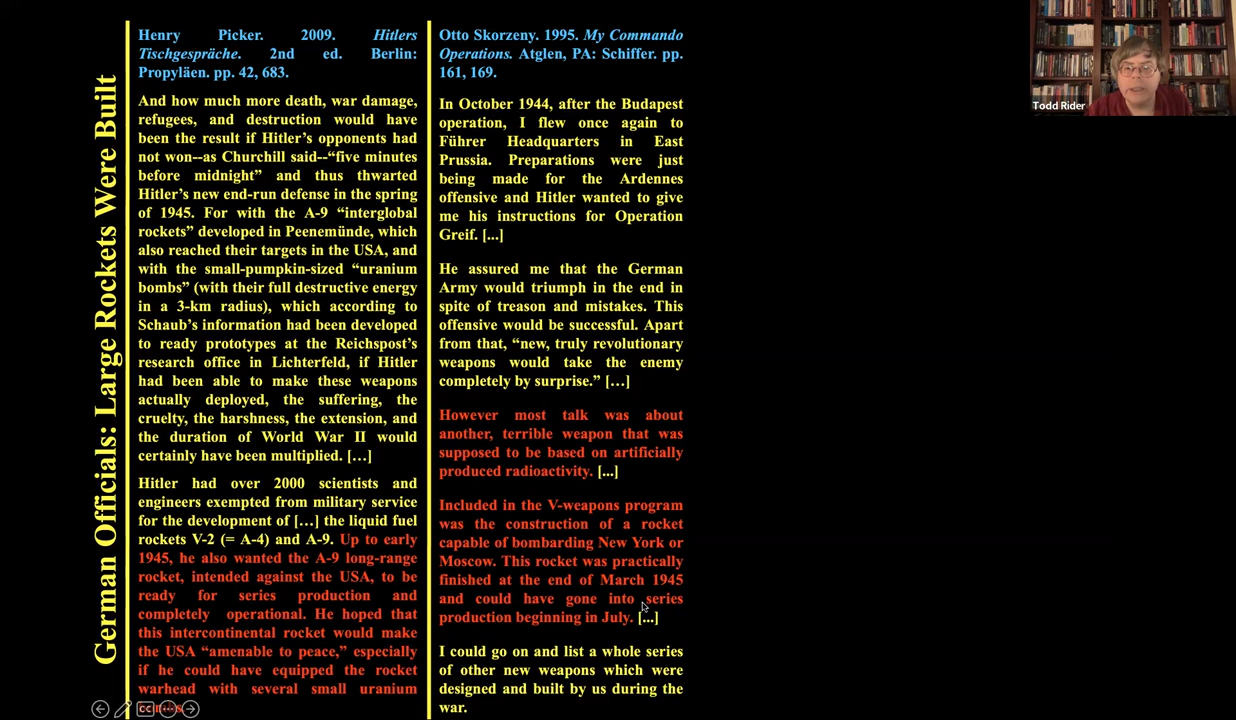 German Officials: Large Rockets Were Built
Henry Picker. 2009. Hitlers
Tischgespräche. 2nd ed. Berlin:
Propyläen. pp. 42, 683.
And how much more death, war damage,
refugees, and destruction would have
been the result if Hitler's opponents had
not won--as Churchill said--“five minutes
before midnight” and thus thwarted
Hitler's new end-run defense in the spring
of 1945. For with the A-9 “interglobal
rockets” developed in Peenemünde, which
also reached their targets in the USA, and
with the small-pumpkin-sized “uranium
bombs” (with their full destructive energy
in a 3-km radius), which according to
Schaub's information had been developed
to ready prototypes at the Reichspost's
research office in Lichterfeld, if Hitler
had been able to make these weapons
actually deployed, the suffering, the
cruelty, the harshness, the extension, and
the duration of World War II would
certainly have been multiplied. […]
Hitler had over 2000 scientists and
engineers exempted from military service
for the development of […] the liquid fuel
rockets V-2 (= A-4) and A-9. Up to early
1945, he also wanted the A-9 long-range
rocket, intended against the USA, to be
ready for series production and
completely operational. He hoped that
this intercontinental rocket would make
the USA “amenable to peace,” especially
if he could have equipped the rocket
warhead with several small uranium
Otto Skorzeny. 1995. My Commando
Operations. Atglen, PA: Schiffer. pp.
161, 169.
In October 1944, after the Budapest
operation, I flew once again to
Führer Headquarters in East
Prussia. Preparations were just
being made for the Ardennes
offensive and Hitler wanted to give
me his instructions for Operation
Greif. [...]
He assured me that the German
Army would triumph in the end in
spite of treason and mistakes. This
offensive would be successful. Apart
from that, “new, truly revolutionary
weapons would take the enemy
completely by surprise.” […]
However most talk was about
another, terrible weapon that was
supposed to be based on artificially
produced radioactivity. [...]
Included in the V-weapons program
was the construction of a rocket
capable of bombarding New York or
Moscow. This rocket was practically
finished at the end of March 1945
and could have gone into series
production beginning in July. [...]
I could go on and list a whole series
of other new weapons which were
designed and built by us during the
war.
Todd Rider